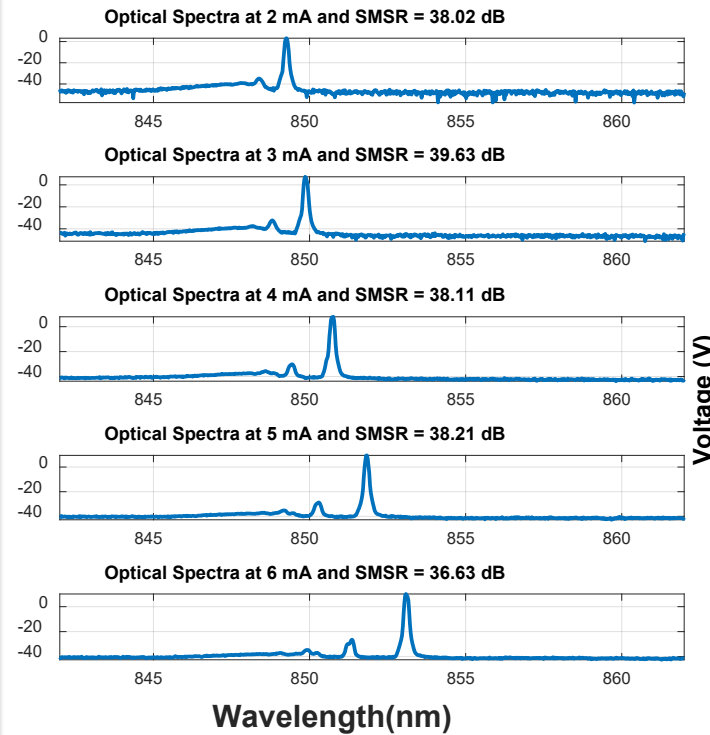 Optical Spectra at 2 mA and SMSR = 38.02 dB
0
-20
-40
845 850 855 860
Optical Spectra at 3 mA and SMSR = 39.63 dB
0
-20
-40
845 850 855 860
Optical Spectra at 4 mA and SMSR = 38.11 dB
0
-20
-40
845 850 855 860
Voltage (V)
Optical Spectra at 5 mA and SMSR = 38.21 dB
0
-20
-40
845 850 855 860
Optical Spectra at 6 mA and SMSR = 36.63 dB
0
-20
-40
845 850 855 860
Wavelength(nm)